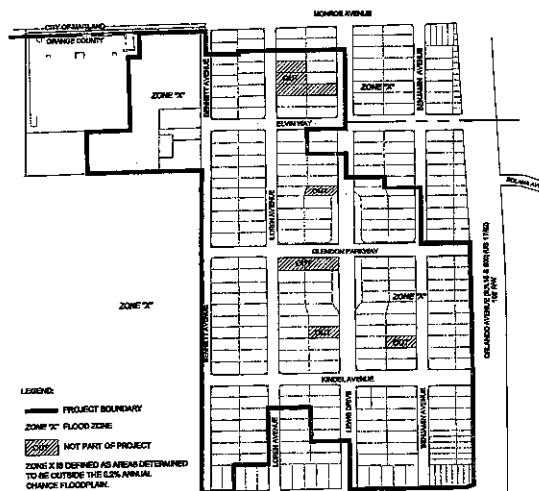 MONROE AVENUE
CITY OF MAITLAND
ORANGE COUNTY
ZONE "X"
BENNETT AVENUE
OUT
ZONE "X"
BENJAMIN AVENUE
ELVIN WAY
LOREN AVENUE
OUT
GLENDON PARKWAY
OUT
ZONE "X"
BENNETT AVENUE
ZONE "X"
OUT
OUT
ORLANDO AVENUE
KINDEL AVENUE
LOREN AVENUE
LEWIS DRIVE
BENJAMIN AVENUE
LEGEND:
PROJECT BOUNDARY
ZONE "X" FLOOD ZONE
OUT NOT PART OF PROJECT
ZONE X IS DEFINED AS AREAS DETERMINED
TO BE OUTSIDE THE 0.2% ANNUAL
CHANCE FLOODPLAIN.